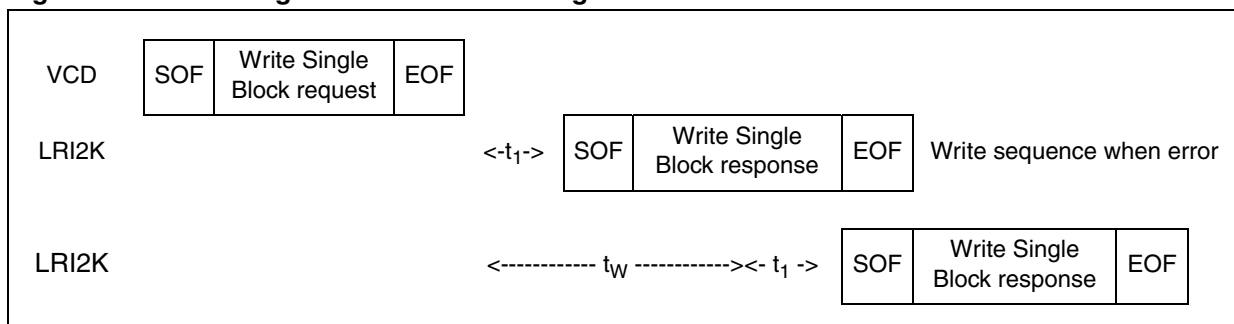 VCD SOF Write Single Block request EOF
LRI2K <-t1-> SOF Write Single Block response EOF Write sequence when error
LRI2K <------------ tW ------------><- t1 -> SOF Write Single Block response EOF